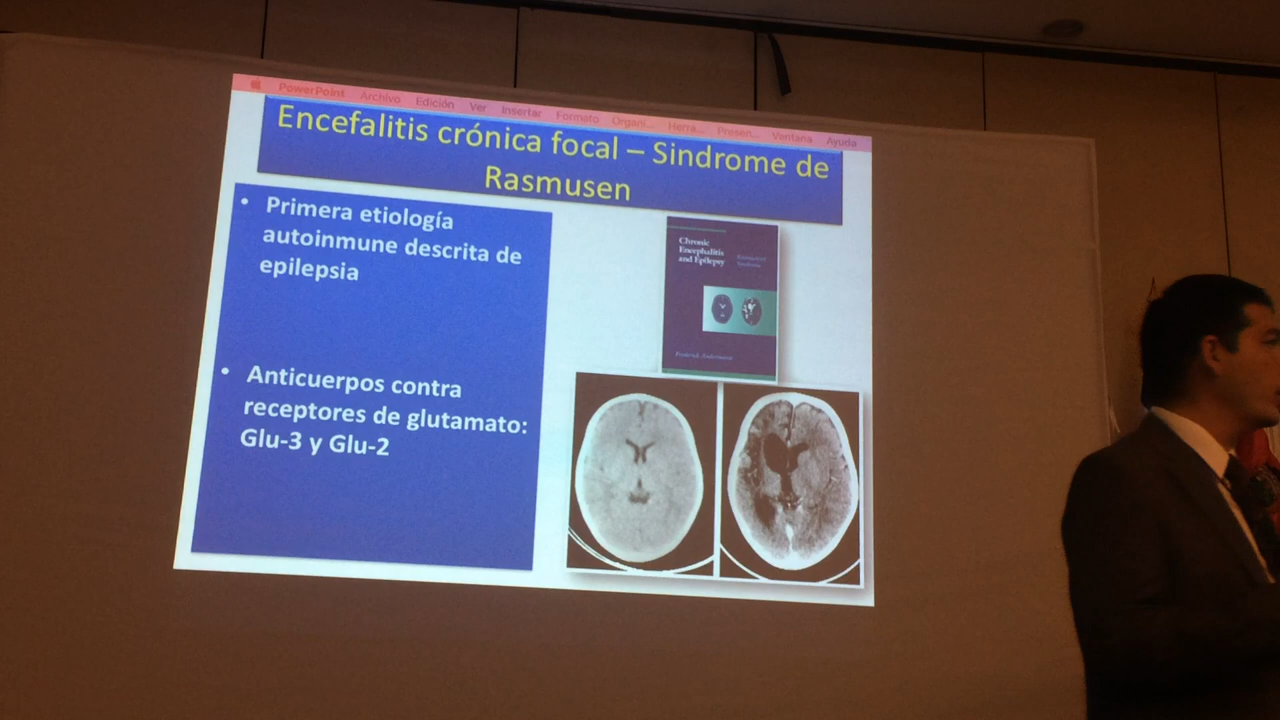 PowerPoint Archivo Edición Ver Insertar Formato Organi... Herra... Presen... Ventana Ayuda
Encefalitis crónica focal – Sindrome de
Rasmusen
• Primera etiología
autoinmune descrita de
epilepsia
• Anticuerpos contra
receptores de glutamato:
Glu-3 y Glu-2
Chronic
Encephalitis
and Epilepsy
Frederick Andermann